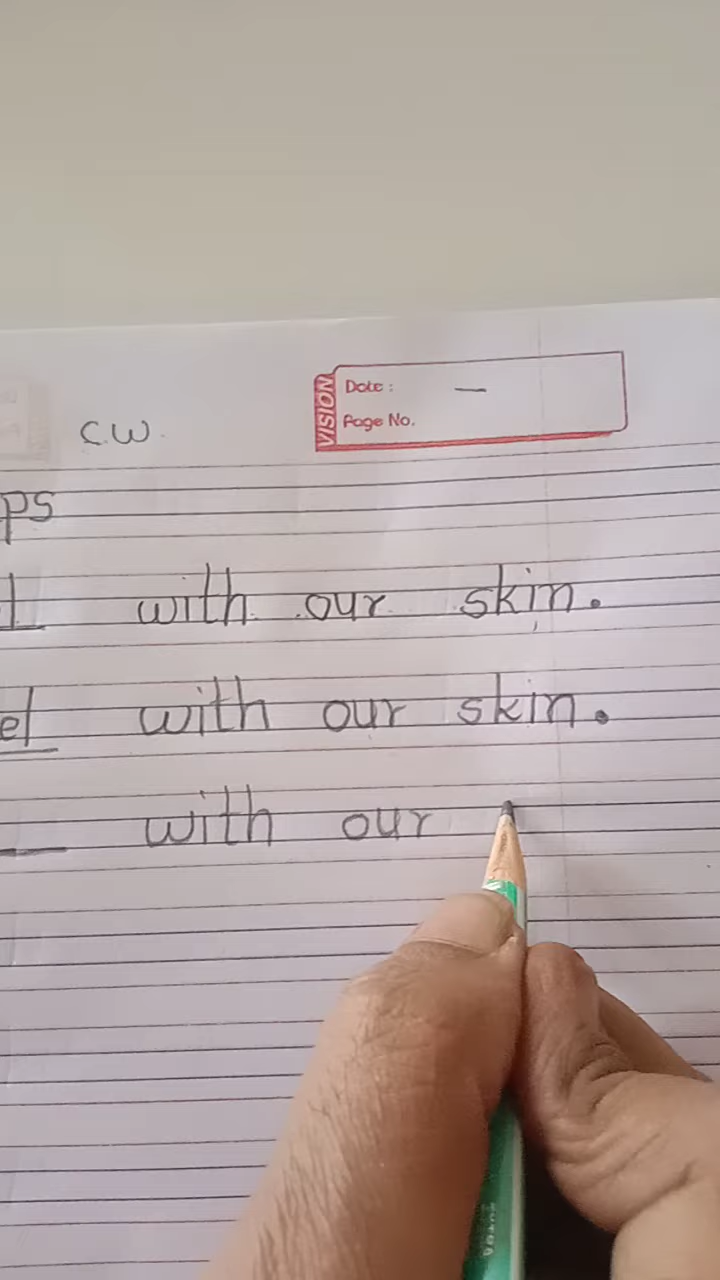 VISION
Date : —
Page No.
C.W.
ps
with our skin.
el with our skin.
with our